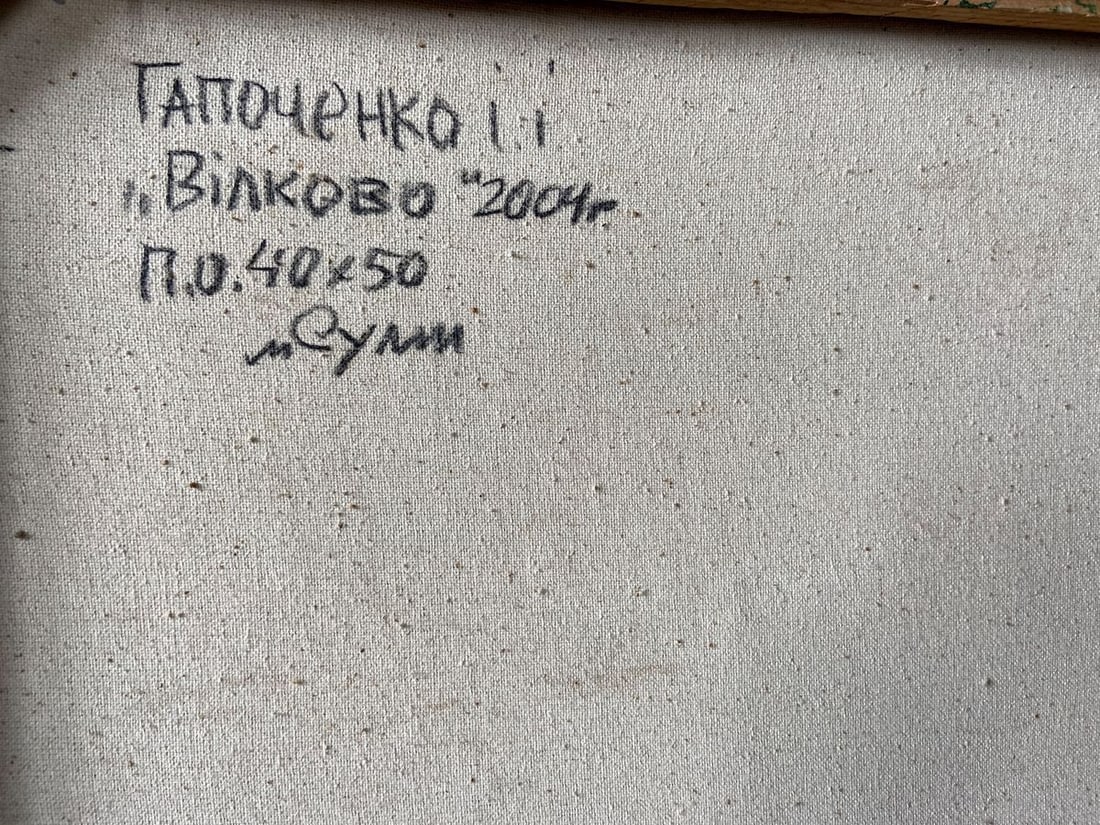 Гапоченко І.І
„Вілково" 2004г
П.О. 40х50
м Суми